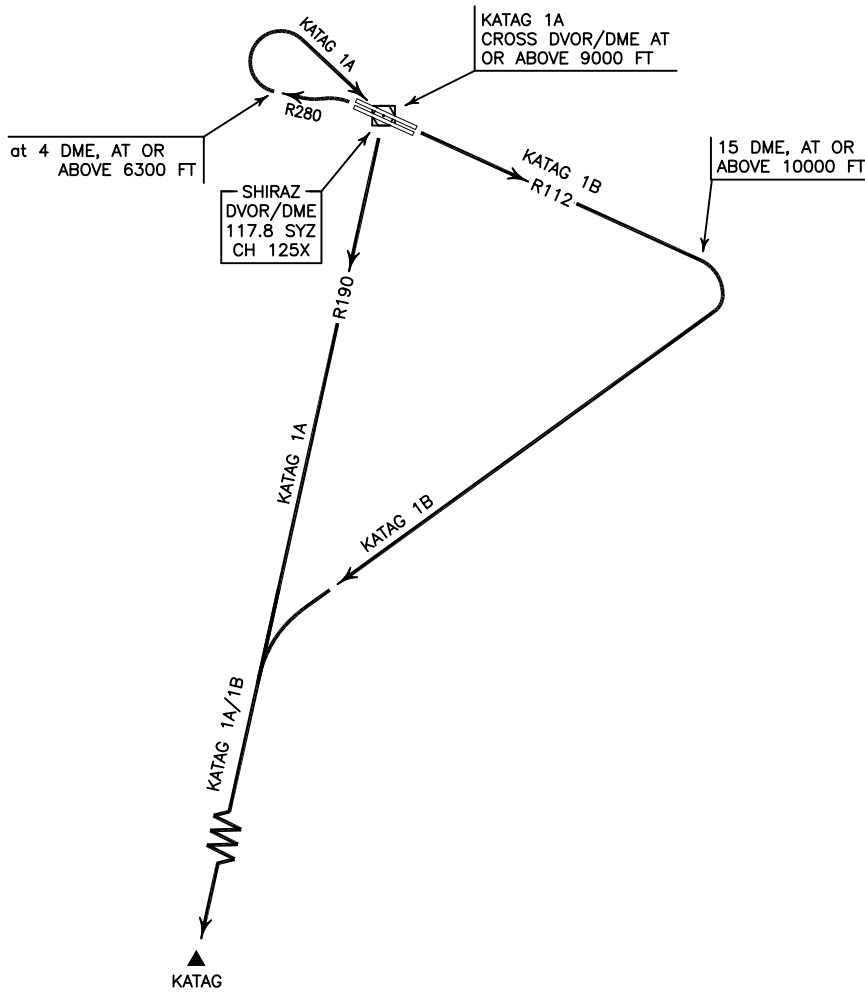 KATAG 1A
CROSS DVOR/DME AT
OR ABOVE 9000 FT
KATAG 1A
R280
at 4 DME, AT OR
ABOVE 6300 FT
15 DME, AT OR
ABOVE 10000 FT
KATAG 1B
R112
SHIRAZ
DVOR/DME
117.8 SYZ
CH 125X
R190
KATAG 1A
KATAG 1B
KATAG 1A/1B
KATAG